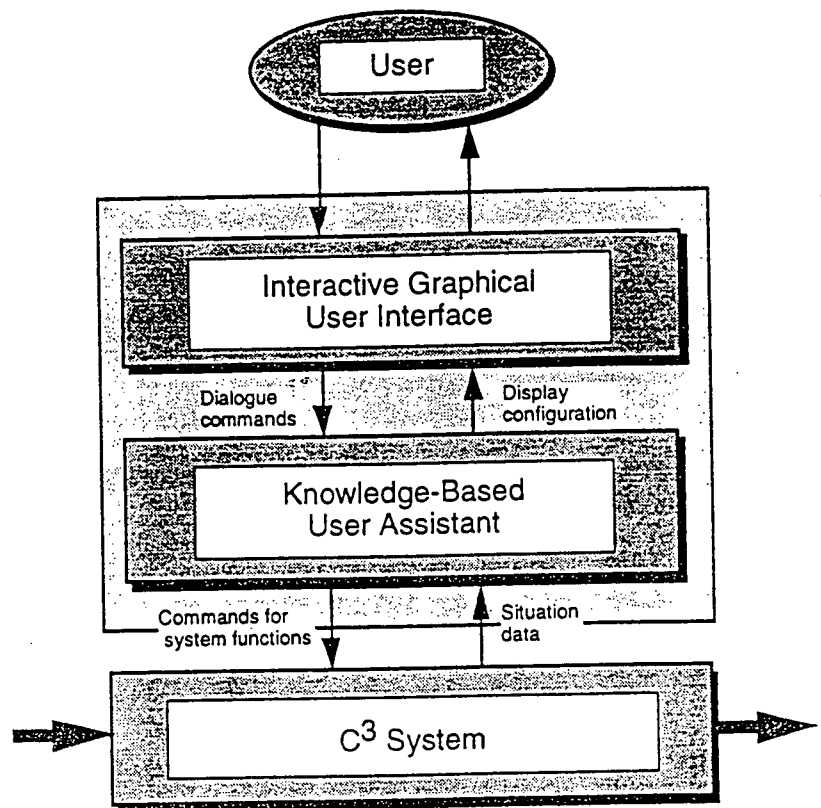 User
Interactive Graphical
User Interface
Dialogue
commands
Display
configuration
Knowledge-Based
User Assistant
Commands for
system functions
Situation
data
C³ System